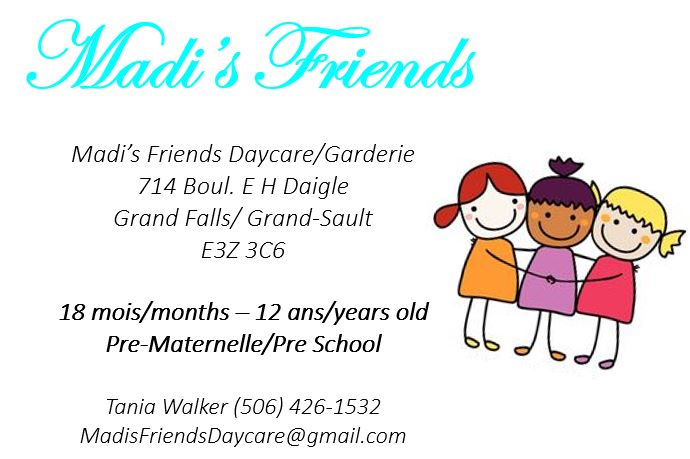 Madi’s Friends
Madi’s Friends Daycare/Garderie
714 Boul. E H Daigle
Grand Falls/ Grand-Sault
E3Z 3C6
18 mois/months – 12 ans/years old
Pre-Maternelle/Pre School
Tania Walker (506) 426-1532
MadisFriendsDaycare@gmail.com